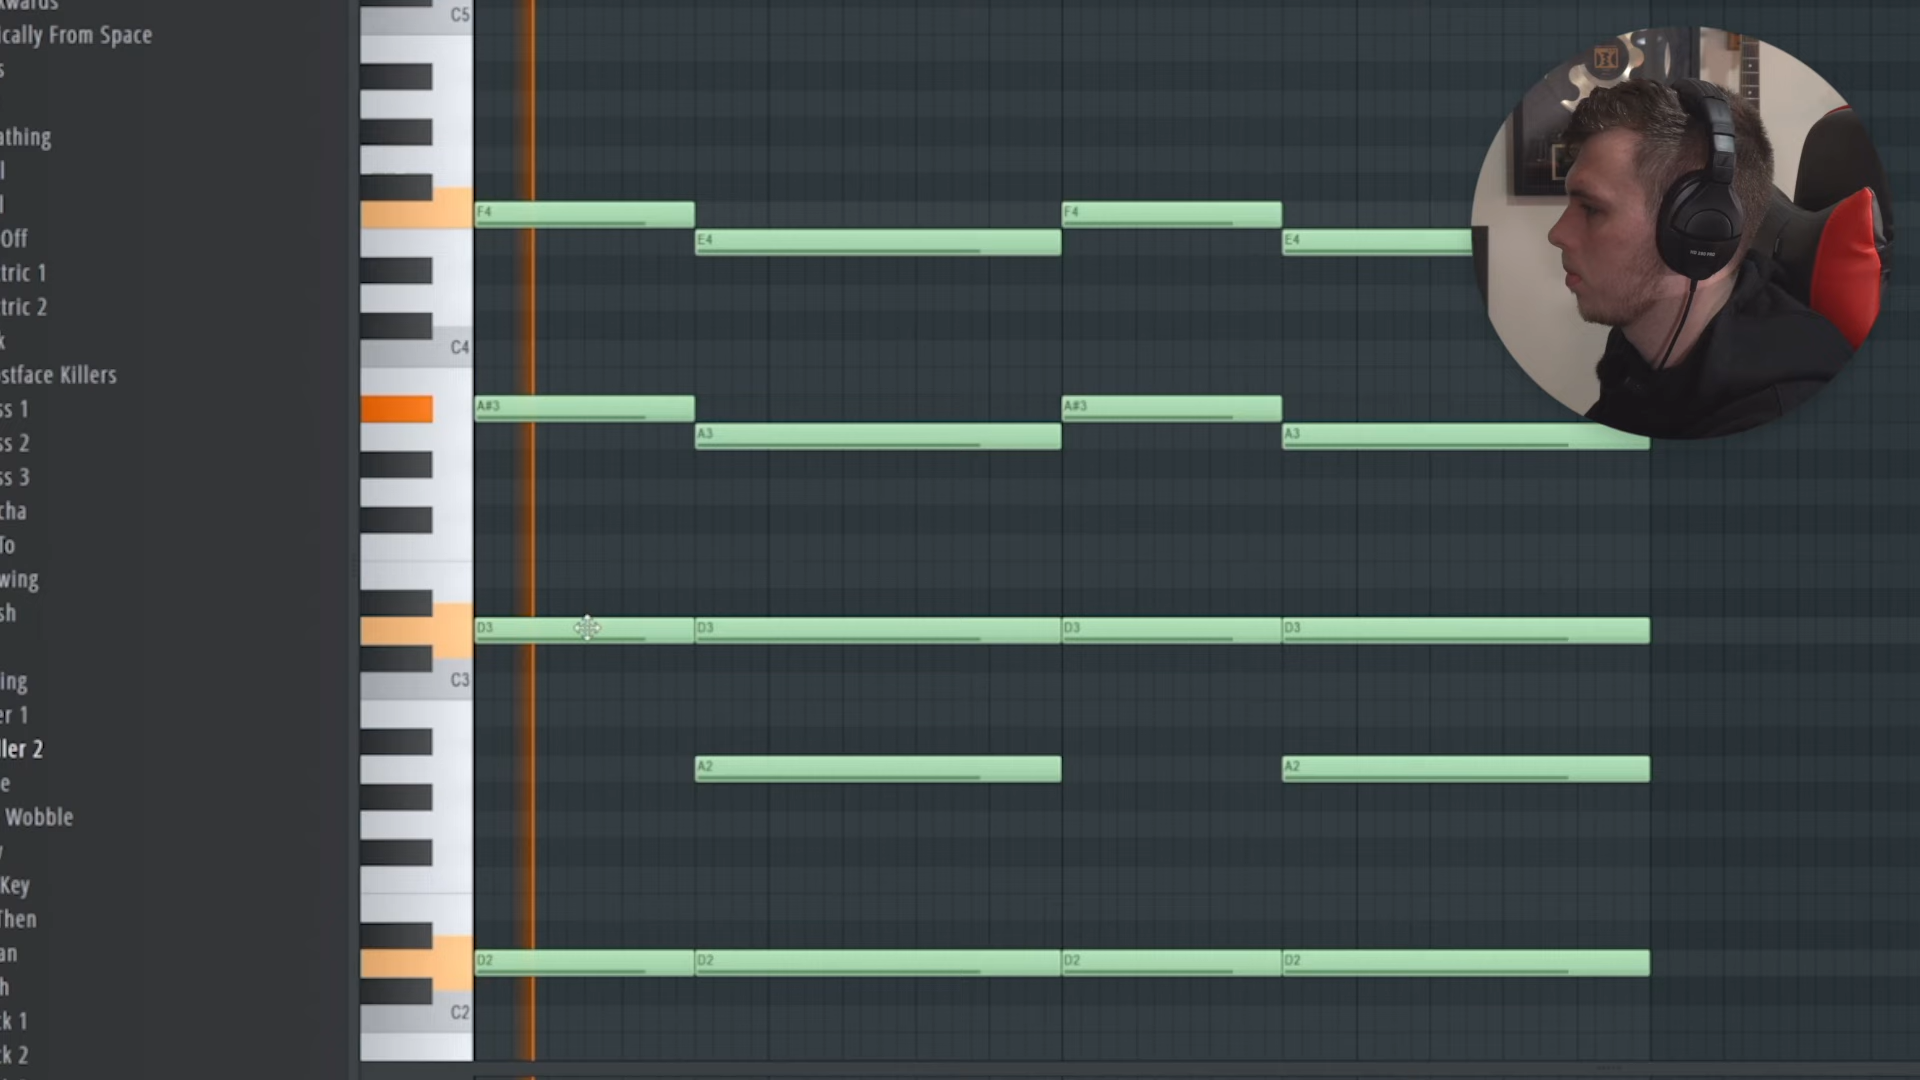 ically From Space
athing
Off
tric 1
tric 2
stface Killers
ss 1
ss 2
ss 3
cha
To
wing
sh
ing
er 1
ller 2
Wobble
Key
Then
an
ck 1
ck 2
C5
C4
C3
C2
F4
E4
F4
E4
A#3
A3
A#3
A3
D3
D3
D3
D3
A2
A2
D2
D2
D2
D2